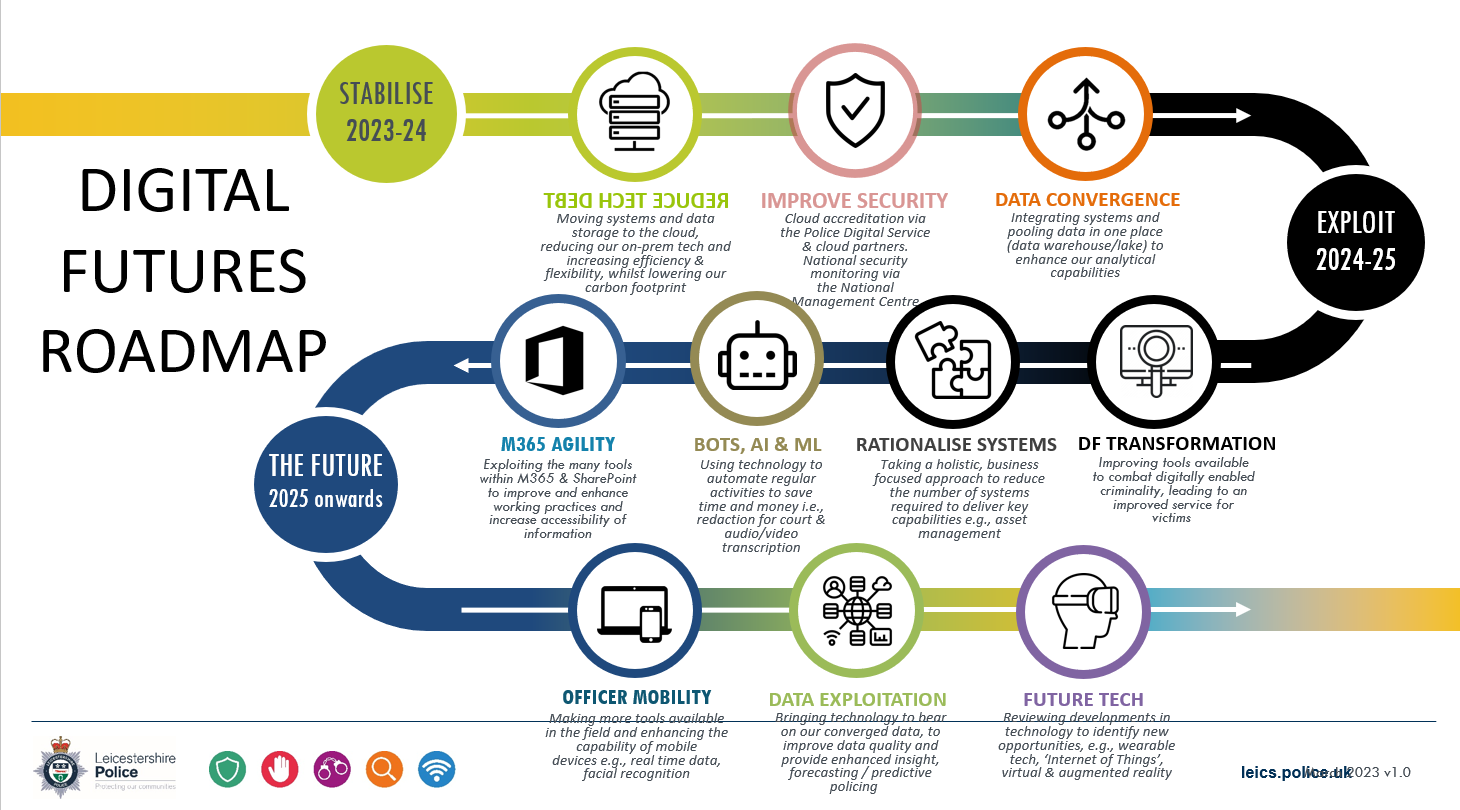 STABILISE
2023-24
DIGITAL
FUTURES
ROADMAP
REDUCE TECH DEBT
Moving systems and data
storage to the cloud,
reducing our on-prem tech and
increasing efficiency &
flexibility, whilst lowering our
carbon footprint
IMPROVE SECURITY
Cloud accreditation via
the Police Digital Service
& cloud partners.
National security
monitoring via
the National
Management Centre
DATA CONVERGENCE
Integrating systems and
pooling data in one place
(data warehouse/lake) to
enhance our analytical
capabilities
EXPLOIT
2024-25
M365 AGILITY
Exploiting the many tools
within M365 & SharePoint
to improve and enhance
working practices and
increase accessibility of
information
BOTS, AI & ML
Using technology to
automate regular
activities to save
time and money i.e.,
redaction for court &
audio/video
transcription
RATIONALISE SYSTEMS
Taking a holistic, business
focused approach to reduce
the number of systems
required to deliver key
capabilities e.g., asset
management
DF TRANSFORMATION
Improving tools available
to combat digitally enabled
criminality, leading to an
improved service for
victims
THE FUTURE
2025 onwards
OFFICER MOBILITY
Making more tools available
in the field and enhancing the
capability of mobile
devices e.g., real time data,
facial recognition
DATA EXPLOITATION
Bringing technology to bear
on our converged data, to
improve data quality and
provide enhanced insight,
forecasting / predictive
policing
FUTURE TECH
Reviewing developments in
technology to identify new
opportunities, e.g., wearable
tech, ‘Internet of Things’,
virtual & augmented reality
Leicestershire
Police
Protecting our communities
leics.police.uk
2023 v1.0